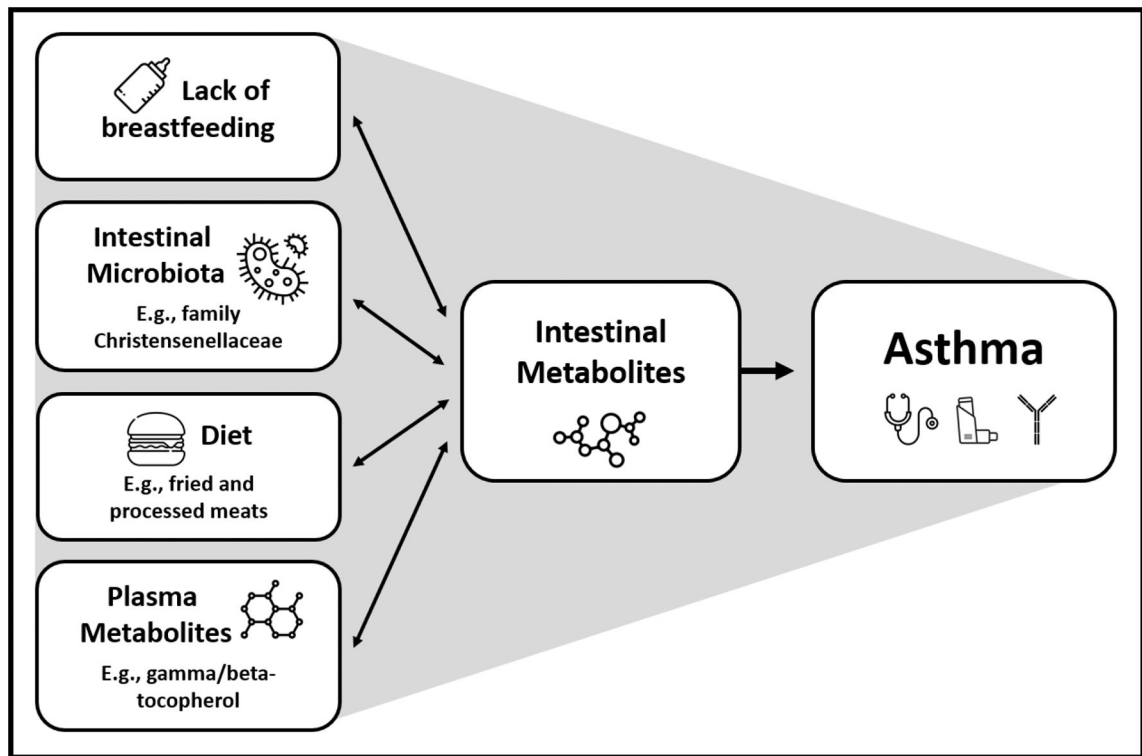 Lack of
breastfeeding
Intestinal
Microbiota
E.g., family
Christensenellaceae
Diet
E.g., fried and
processed meats
Plasma
Metabolites
E.g., gamma/beta-
tocopherol
Intestinal
Metabolites
Asthma